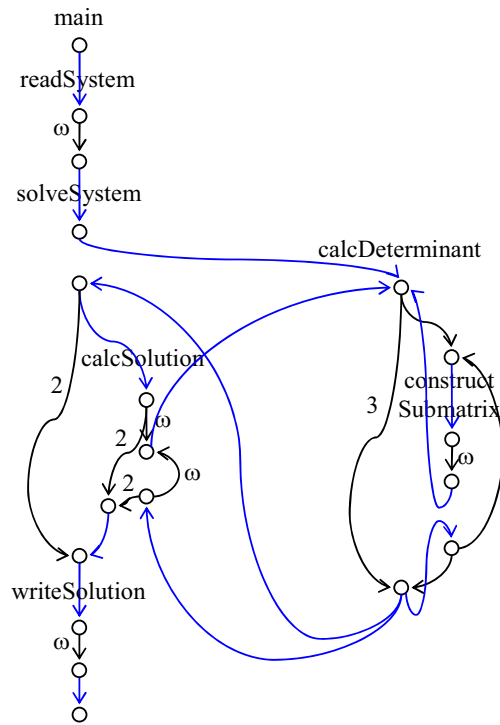 main
readSystem
ω
solveSystem
calcDeterminant
calcSolution
2
3
construct
Submatrix
ω
2
ω
2
ω
writeSolution
ω